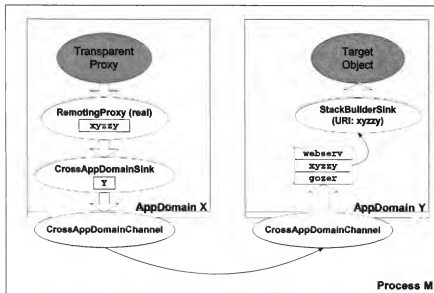 Transparent
Proxy
RemotingProxy (real)
xyzzy
CrossAppDomainSink
Y
AppDomain X
CrossAppDomainChannel
Target
Object
StackBuilderSink
(URI: xyzzy)
webserv
xyzzy
gozer
AppDomain Y
CrossAppDomainChannel
Process M